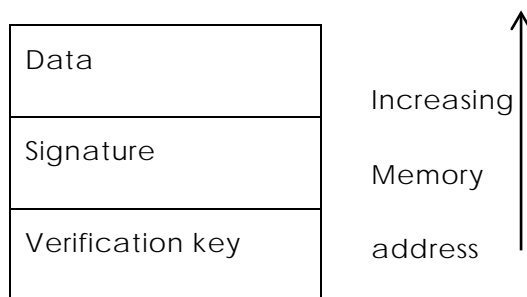 Data
Signature
Verification key
Increasing
Memory
address